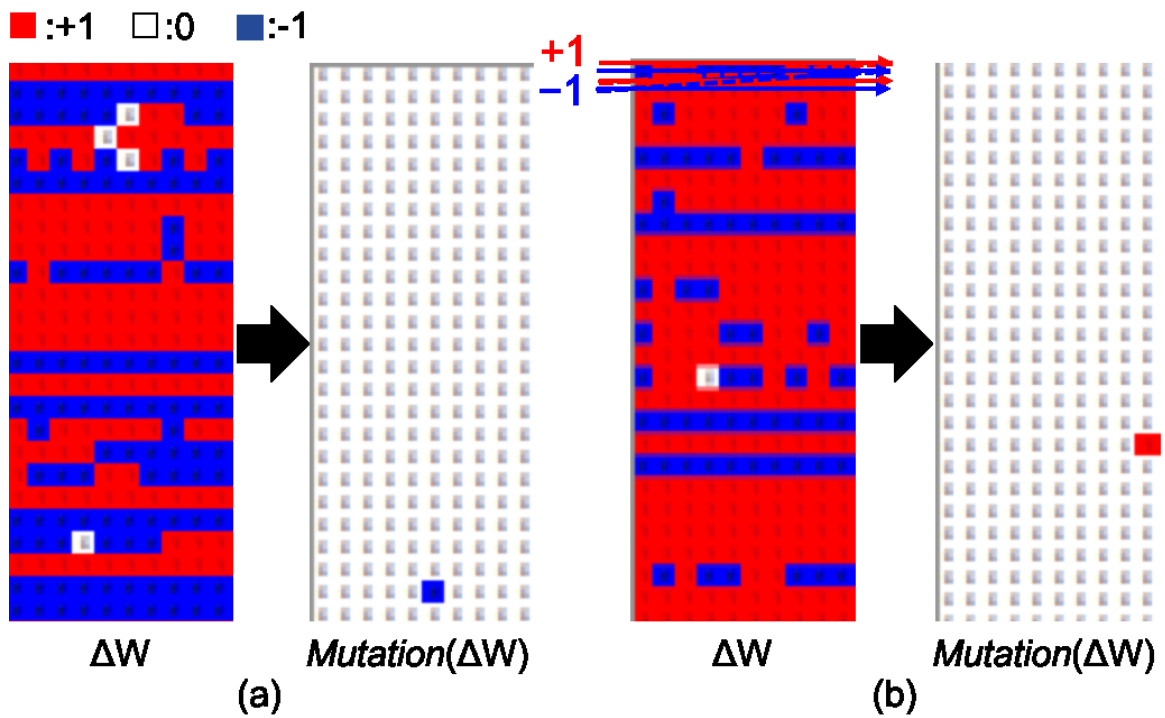 :+1 :0 :-1
+1
−1
ΔW Mutation(ΔW) ΔW Mutation(ΔW)
(a) (b)